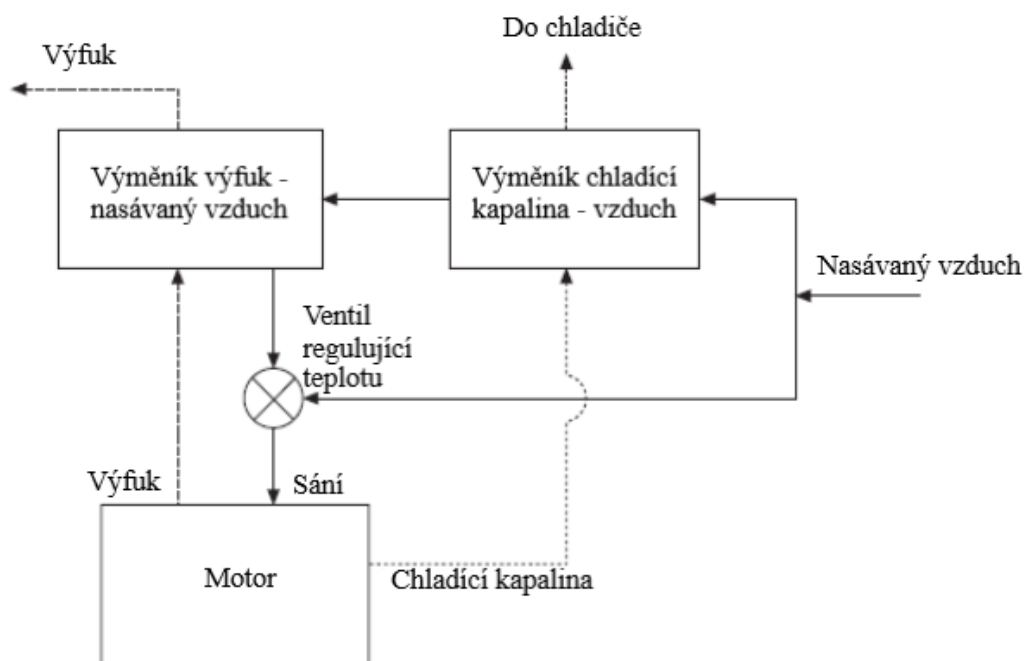 Do chladiče
Výfuk
Výměník výfuk -
nasávaný vzduch
Výměník chladící
kapalina - vzduch
Nasávaný vzduch
Ventil
regulující
teplotu
Výfuk
Sání
Motor
Chladící kapalina